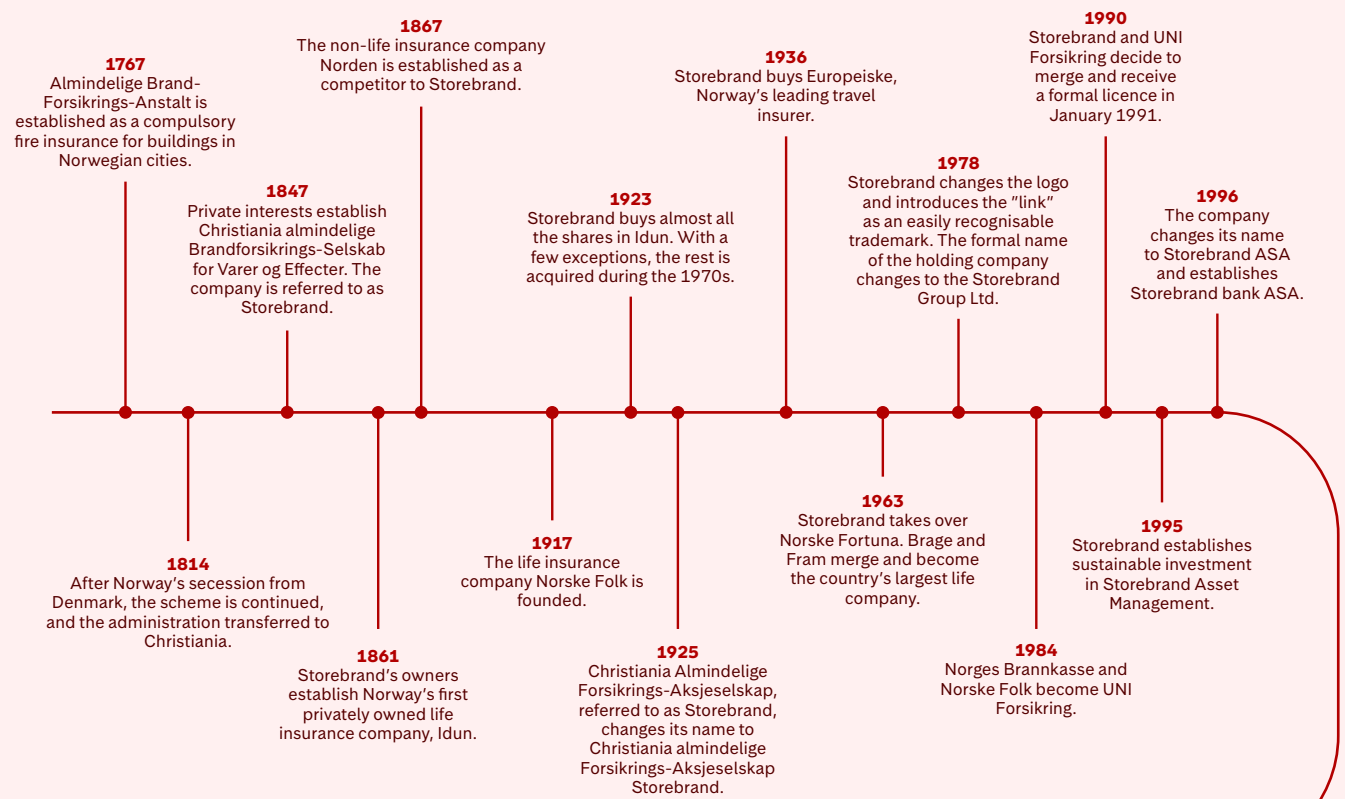 1767
Almindelige Brand-
Forsikrings-Anstalt is
established as a compulsory
fire insurance for buildings in
Norwegian cities.
1814
After Norway's secession from
Denmark, the scheme is continued,
and the administration transferred to
Christiania.
1847
Private interests establish
Christiania almindelige
Brandforsikrings-Selskab
for Varer og Effecter. The
company is referred to as
Storebrand.
1861
Storebrand's owners
establish Norway's first
privately owned life
insurance company, Idun.
1867
The non-life insurance company
Norden is established as a
competitor to Storebrand.
1917
The life insurance
company Norske Folk is
founded.
1923
Storebrand buys almost all
the shares in Idun. With a
few exceptions, the rest is
acquired during the 1970s.
1925
Christiania Almindelige
Forsikrings-Aksjeselskap,
referred to as Storebrand,
changes its name to
Christiania almindelige
Forsikrings-Aksjeselskap
Storebrand.
1936
Storebrand buys Europeiske,
Norway's leading travel
insurer.
1963
Storebrand takes over
Norske Fortuna. Brage and
Fram merge and become
the country's largest life
company.
1978
Storebrand changes the logo
and introduces the "link"
as an easily recognisable
trademark. The formal name
of the holding company
changes to the Storebrand
Group Ltd.
1984
Norges Brannkasse and
Norske Folk become UNI
Forsikring.
1990
Storebrand and UNI
Forsikring decide to
merge and receive
a formal licence in
January 1991.
1995
Storebrand establishes
sustainable investment
in Storebrand Asset
Management.
1996
The company
changes its name
to Storebrand ASA
and establishes
Storebrand bank ASA.